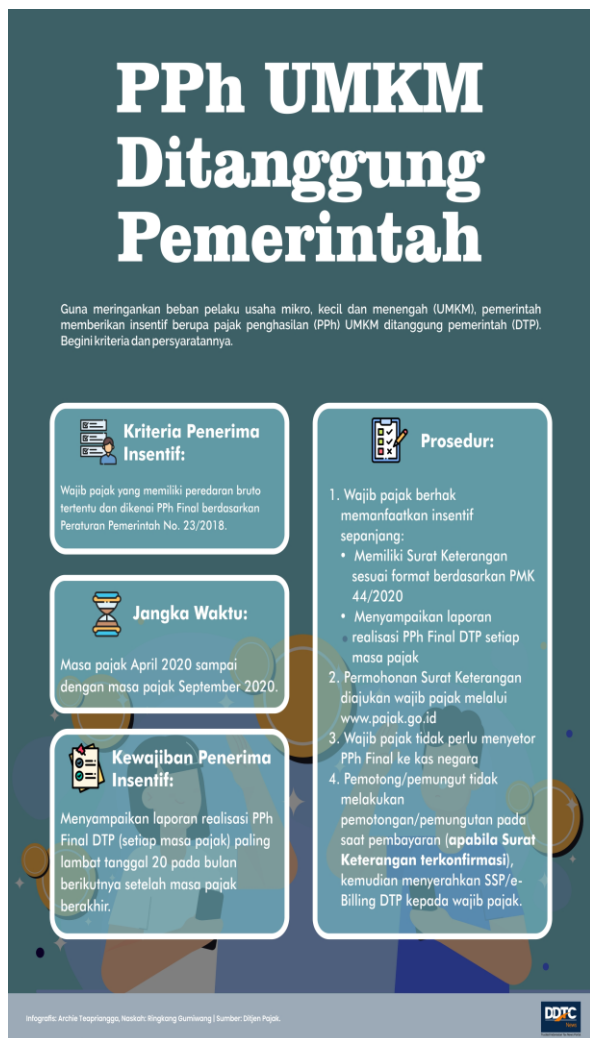 PPh UMKM
Ditanggung
Pemerintah
Guna meringankan beban pelaku usaha mikro, kecil dan menengah (UMKM), pemerintah
memberikan insentif berupa pajak penghasilan (PPh) UMKM ditanggung pemerintah (DTP).
Begini kriteria dan persyaratannya.
Kriteria Penerima
Insentif:
Wajib pajak yang memiliki peredaran bruto
tertentu dan dikenai PPh Final berdasarkan
Peraturan Pemerintah No. 23/2018.
Jangka Waktu:
Masa pajak April 2020 sampai
dengan masa pajak September 2020.
Kewajiban Penerima
Insentif:
Menyampaikan laporan realisasi PPh
Final DTP (setiap masa pajak) paling
lambat tanggal 20 pada bulan
berikutnya setelah masa pajak
berakhir.
Prosedur:
1. Wajib pajak berhak
memanfaatkan insentif
sepanjang:
• Memiliki Surat Keterangan
sesuai format berdasarkan PMK
44/2020
• Menyampaikan laporan
realisasi PPh Final DTP setiap
masa pajak
2. Permohonan Surat Keterangan
diajukan wajib pajak melalui
www.pajak.go.id
3. Wajib pajak tidak perlu menyetor
PPh Final ke kas negara
4. Pemotong/pemungut tidak
melakukan
pemotongan/pemungutan pada
saat pembayaran (apabila Surat
Keterangan terkonfirmasi),
kemudian menyerahkan SSP/e-
Billing DTP kepada wajib pajak.
Infografis: Archie Teapriangga, Naskah: Ringkang Gumiwang | Sumber: Ditjen Pajak.
DDTC
News